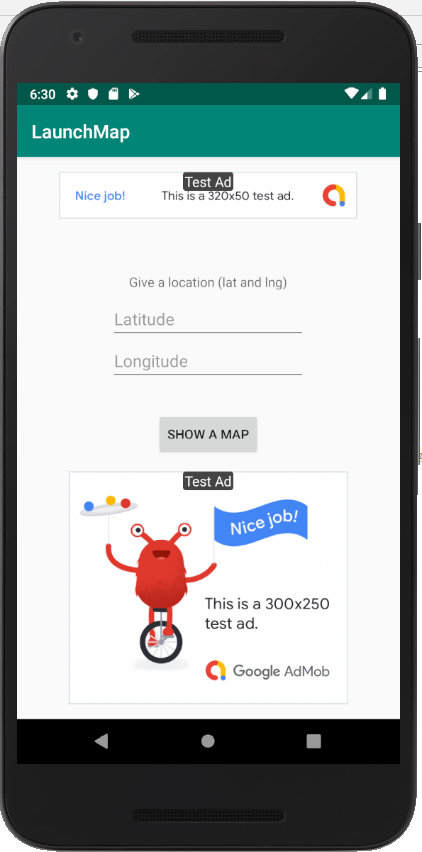 6:30
LaunchMap
Test Ad
Nice job! This is a 320x50 test ad.
Give a location (lat and lng)
Latitude
Longitude
SHOW A MAP
Test Ad
Nice job!
This is a 300x250
test ad.
Google AdMob